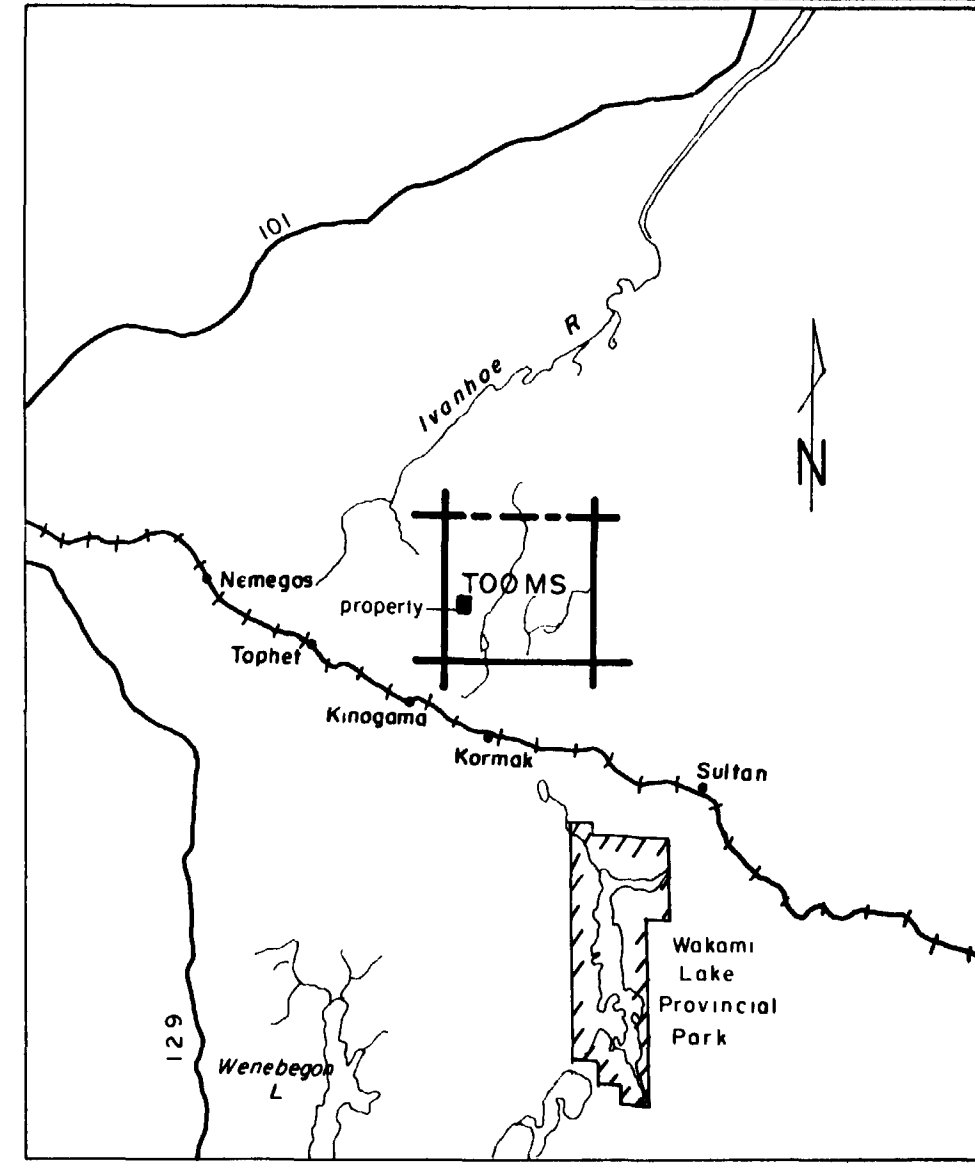 101
Ivanhoe R
N
TOOMS
Nemegos
property
Tophet
Kinogama
Kormak
Sultan
Wakami
Lake
Provincial
Park
129
Wenebegon
L